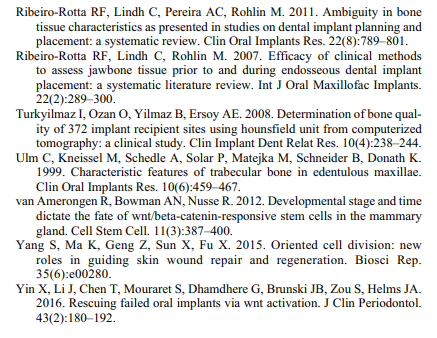 Ribeiro-Rotta RF, Lindh C, Pereira AC, Rohlin M. 2011. Ambiguity in bone
tissue characteristics as presented in studies on dental implant planning and
placement: a systematic review. Clin Oral Implants Res. 22(8):789–801.
Ribeiro-Rotta RF, Lindh C, Rohlin M. 2007. Efficacy of clinical methods
to assess jawbone tissue prior to and during endosseous dental implant
placement: a systematic literature review. Int J Oral Maxillofac Implants.
22(2):289–300.
Turkyilmaz I, Ozan O, Yilmaz B, Ersoy AE. 2008. Determination of bone qual-
ity of 372 implant recipient sites using hounsfield unit from computerized
tomography: a clinical study. Clin Implant Dent Relat Res. 10(4):238–244.
Ulm C, Kneissel M, Schedle A, Solar P, Matejka M, Schneider B, Donath K.
1999. Characteristic features of trabecular bone in edentulous maxillae.
Clin Oral Implants Res. 10(6):459–467.
van Amerongen R, Bowman AN, Nusse R. 2012. Developmental stage and time
dictate the fate of wnt/beta-catenin-responsive stem cells in the mammary
gland. Cell Stem Cell. 11(3):387–400.
Yang S, Ma K, Geng Z, Sun X, Fu X. 2015. Oriented cell division: new
roles in guiding skin wound repair and regeneration. Biosci Rep.
35(6):e00280.
Yin X, Li J, Chen T, Mouraret S, Dhamdhere G, Brunski JB, Zou S, Helms JA.
2016. Rescuing failed oral implants via wnt activation. J Clin Periodontol.
43(2):180–192.